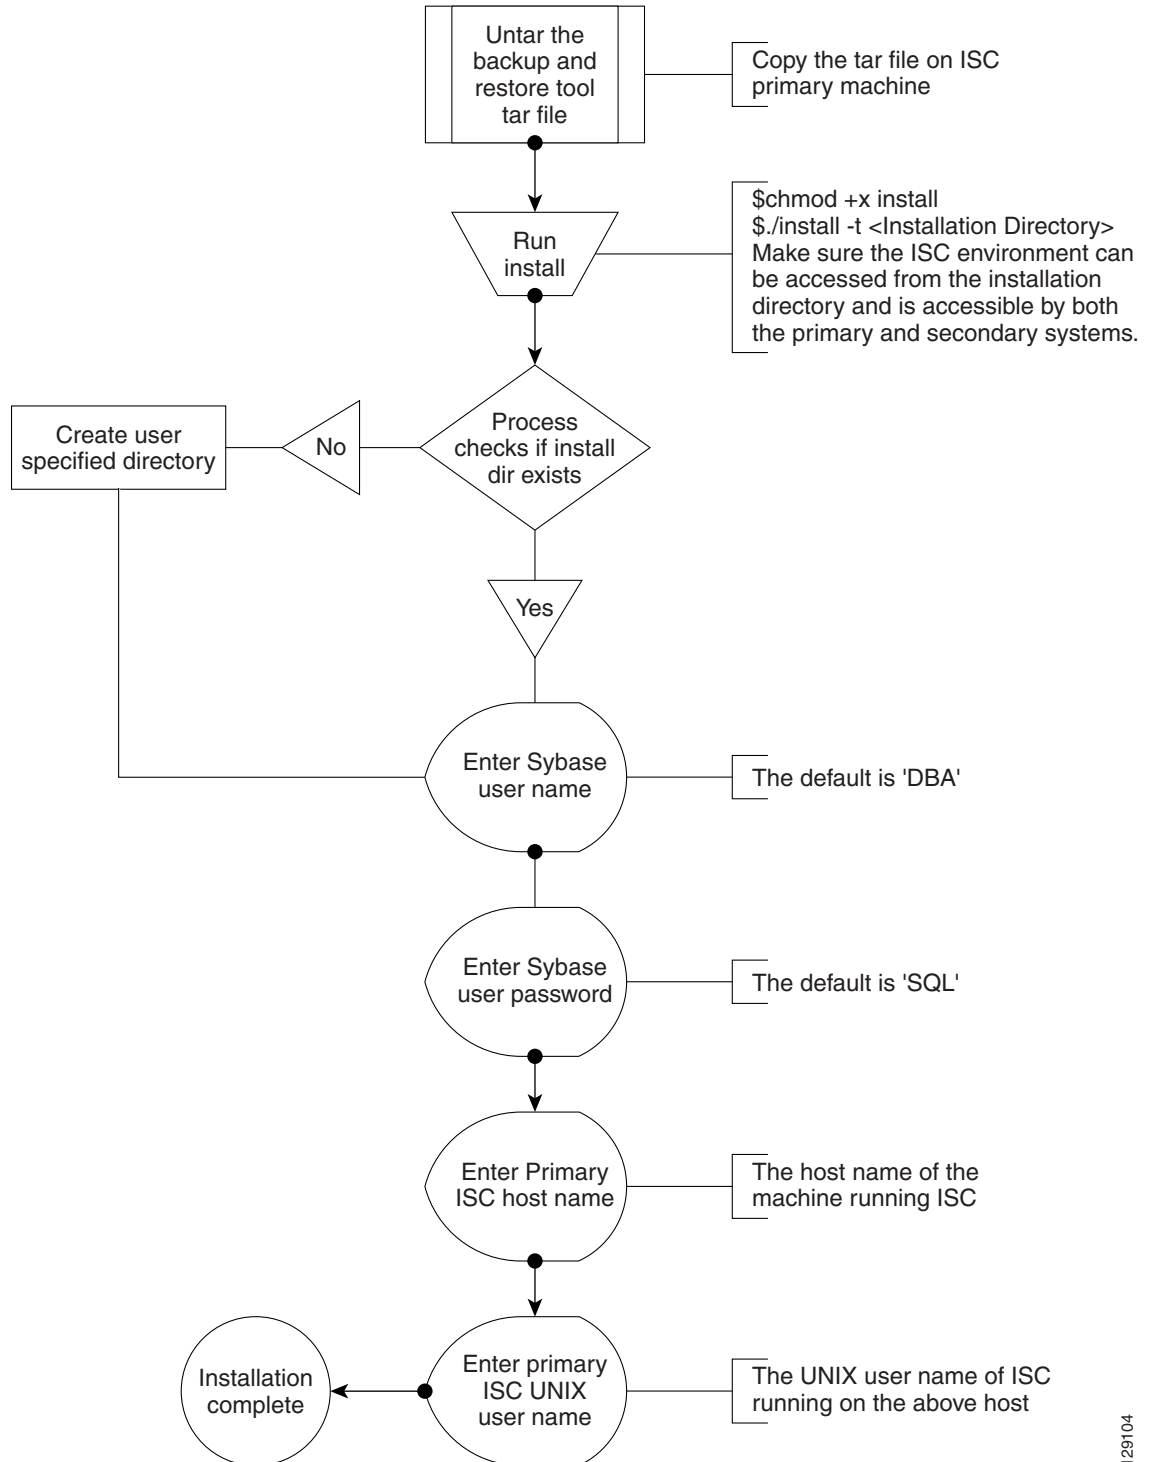 Untar the
backup and
restore tool
tar file
Copy the tar file on ISC
primary machine
Run
install
$chmod +x install
$./install -t <Installation Directory>
Make sure the ISC environment can
be accessed from the installation
directory and is accessible by both
the primary and secondary systems.
Process
checks if install
dir exists
No
Create user
specified directory
Yes
Enter Sybase
user name
The default is 'DBA'
Enter Sybase
user password
The default is 'SQL'
Enter Primary
ISC host name
The host name of the
machine running ISC
Enter primary
ISC UNIX
user name
The UNIX user name of ISC
running on the above host
Installation
complete
129104